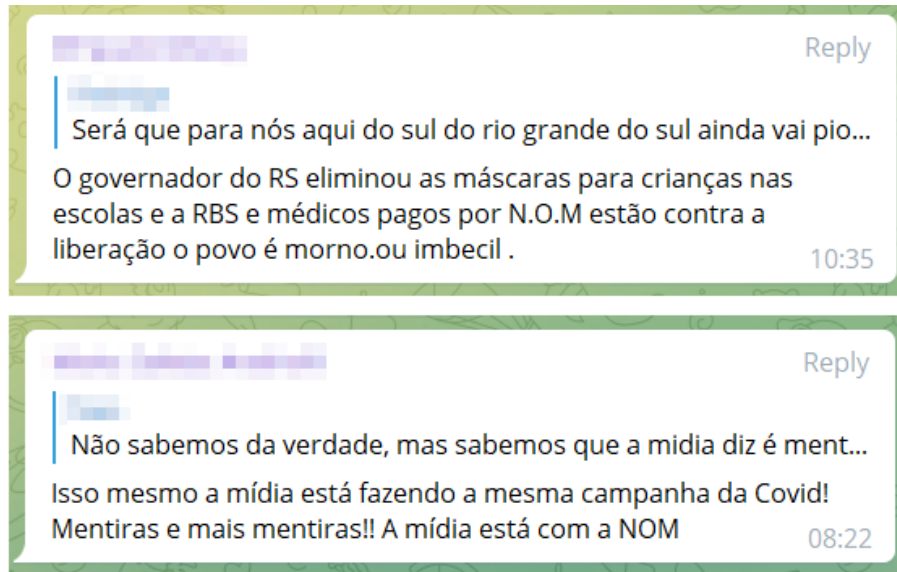 Reply
Será que para nós aqui do sul do rio grande do sul ainda vai pio...
O governador do RS eliminou as máscaras para crianças nas
escolas e a RBS e médicos pagos por N.O.M estão contra a
liberação o povo é morno.ou imbecil .
10:35
Reply
Não sabemos da verdade, mas sabemos que a midia diz é ment...
Isso mesmo a mídia está fazendo a mesma campanha da Covid!
Mentiras e mais mentiras!! A mídia está com a NOM
08:22